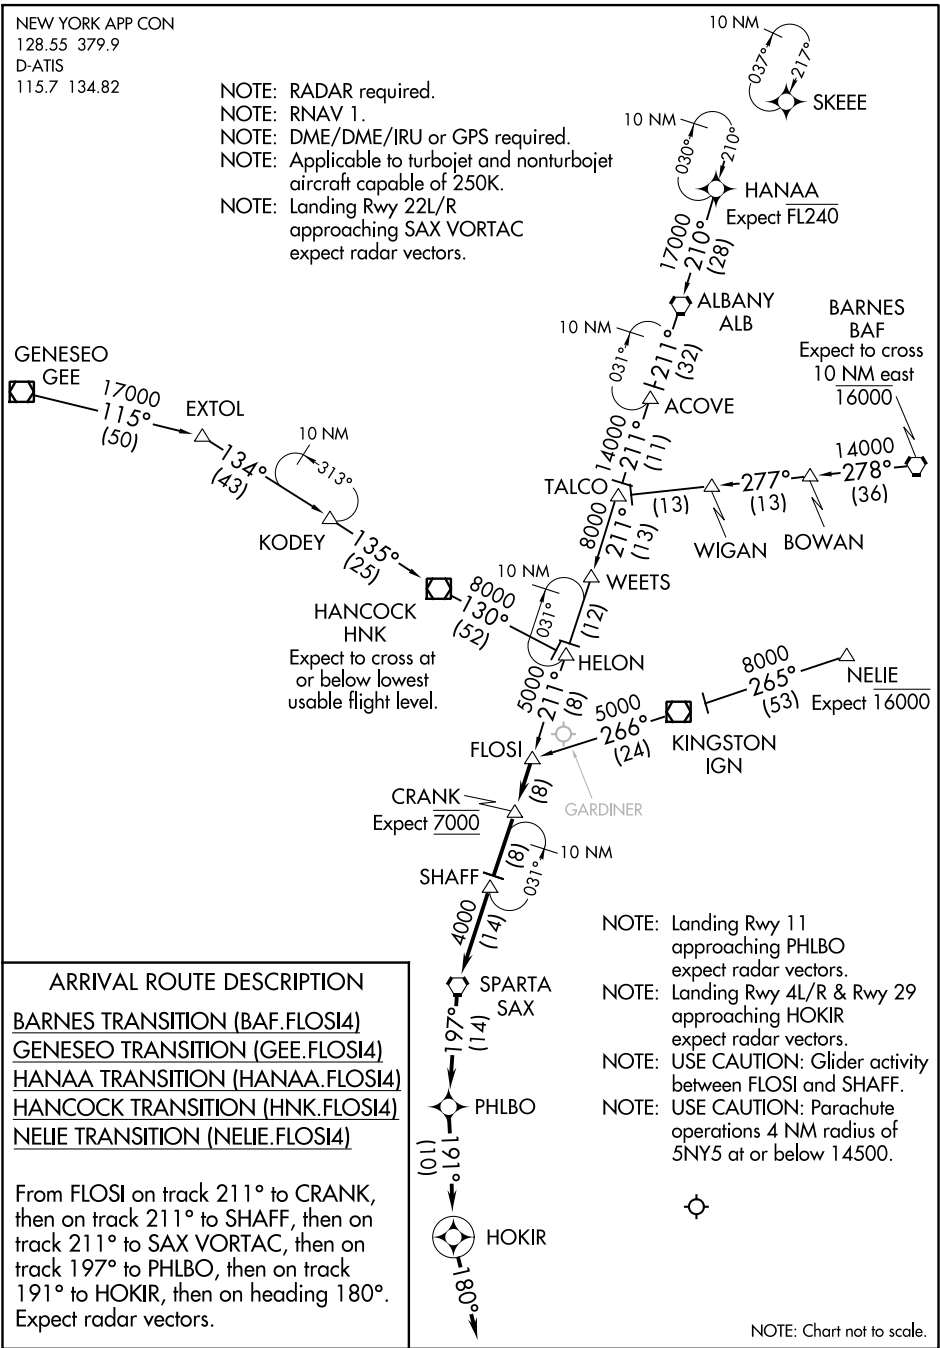 NEW YORK APP CON
128.55 379.9
D-ATIS
115.7 134.82
NOTE: RADAR required.
NOTE: RNAV 1.
NOTE: DME/DME/IRU or GPS required.
NOTE: Applicable to turbojet and nonturbojet
aircraft capable of 250K.
NOTE: Landing Rwy 22L/R
approaching SAX VORTAC
expect radar vectors.
10 NM
037°
217°
SKEEE
10 NM
030°
210°
HANAA
Expect FL240
17000
210°
(28)
ALBANY
ALB
10 NM
031°
211°
(32)
ACOVE
BARNES
BAF
Expect to cross
10 NM east
16000
GENESEO
GEE
17000
115°
(50)
EXTOL
134°
(43)
10 NM
313°
KODEY
135°
(25)
14000
211°
(11)
TALCO
(13)
WIGAN
277°
(13)
BOWAN
14000
278°
(36)
8000
211°
(13)
WEETS
HANCOCK
HNK
Expect to cross at
or below lowest
usable flight level.
8000
130°
(52)
10 NM
031°
(12)
HELON
5000
211°
(8)
FLOSI
5000
266°
(24)
KINGSTON
IGN
8000
265°
(53)
NELIE
Expect 16000
GARDINER
(8)
CRANK
Expect 7000
(8)
031°
10 NM
SHAFF
4000
(14)
SPARTA
SAX
197°
(14)
PHLBO
191°
(10)
HOKIR
180°
NOTE: Landing Rwy 11
approaching PHLBO
expect radar vectors.
NOTE: Landing Rwy 4L/R & Rwy 29
approaching HOKIR
expect radar vectors.
NOTE: USE CAUTION: Glider activity
between FLOSI and SHAFF.
NOTE: USE CAUTION: Parachute
operations 4 NM radius of
5NY5 at or below 14500.
ARRIVAL ROUTE DESCRIPTION
BARNES TRANSITION (BAF.FLOSI4)
GENESEO TRANSITION (GEE.FLOSI4)
HANAA TRANSITION (HANAA.FLOSI4)
HANCOCK TRANSITION (HNK.FLOSI4)
NELIE TRANSITION (NELIE.FLOSI4)
From FLOSI on track 211° to CRANK,
then on track 211° to SHAFF, then on
track 211° to SAX VORTAC, then on
track 197° to PHLBO, then on track
191° to HOKIR, then on heading 180°.
Expect radar vectors.
NOTE: Chart not to scale.